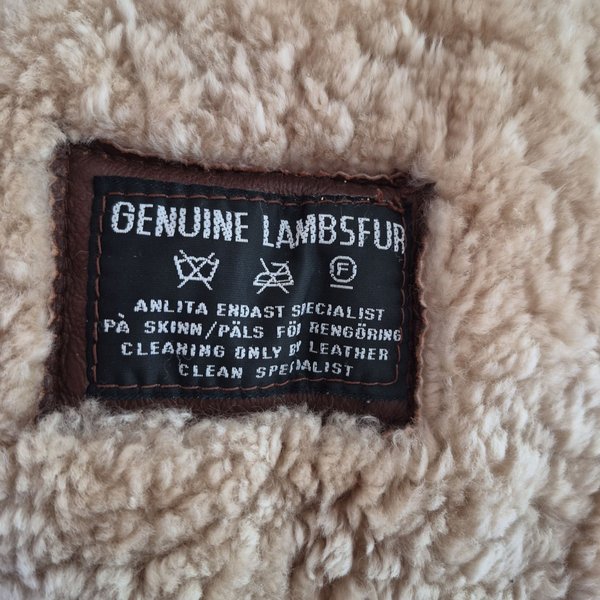 GENUINE LAMBSFUR
F
ANLITA ENDAST SPECIALIST
PÅ SKINN/PÄLS FÖR RENGÖRING
CLEANING ONLY BY LEATHER
CLEAN SPECIALIST